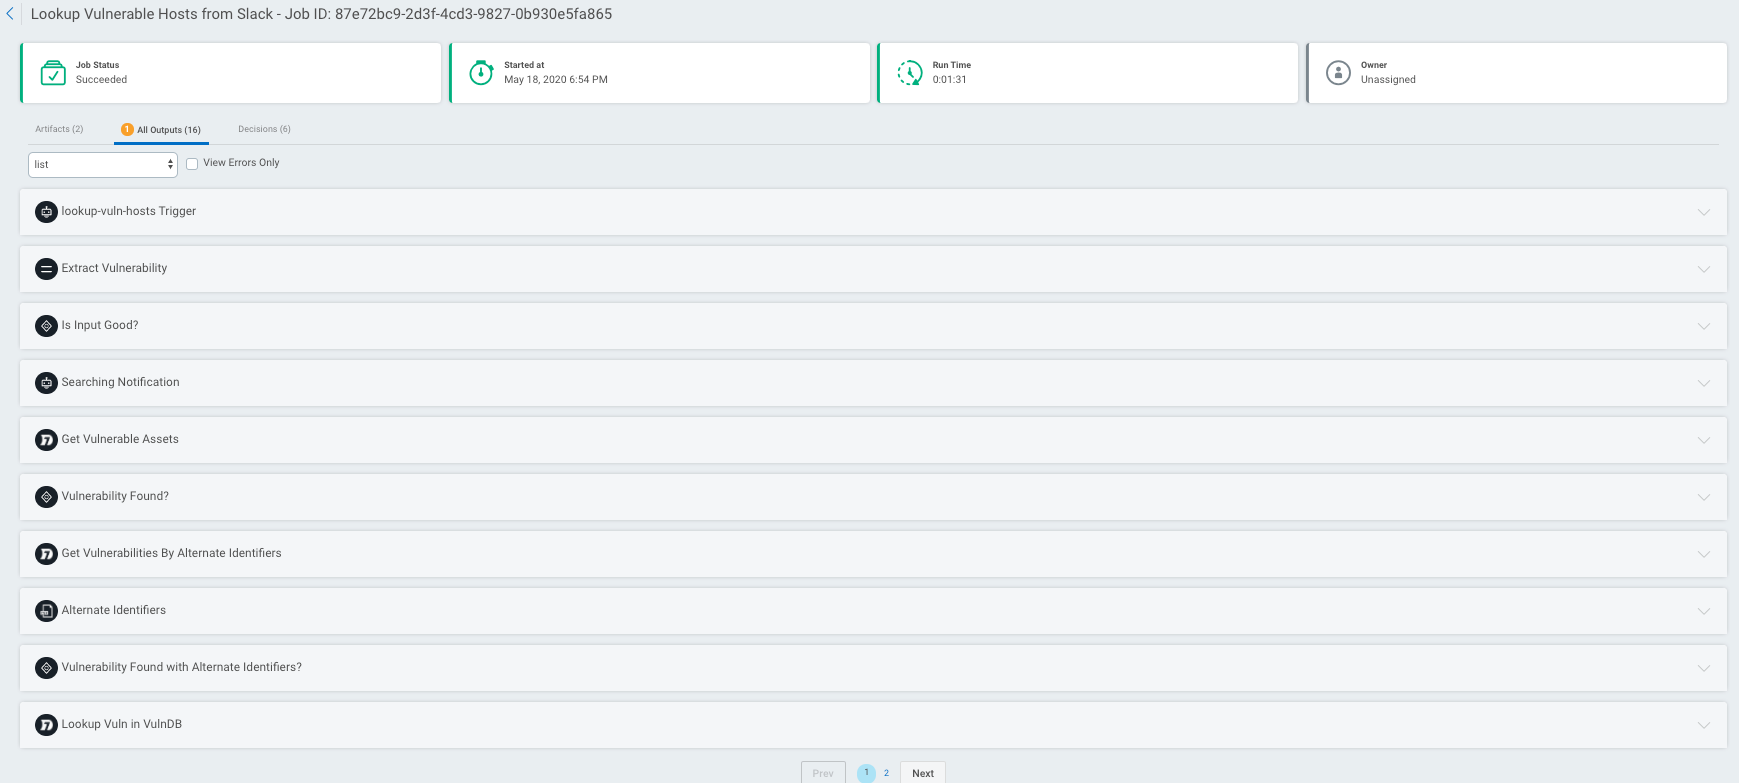 Lookup Vulnerable Hosts from Slack - Job ID: 87e72bc9-2d3f-4cd3-9827-0b930e5fa865
Job Status
Succeeded
Started at
May 18, 2020 6:54 PM
Run Time
0:01:31
Owner
Unassigned
Artifacts (2)
1 All Outputs (16)
Decisions (6)
list
View Errors Only
lookup-vuln-hosts Trigger
Extract Vulnerability
Is Input Good?
Searching Notification
Get Vulnerable Assets
Vulnerability Found?
Get Vulnerabilities By Alternate Identifiers
Alternate Identifiers
Vulnerability Found with Alternate Identifiers?
Lookup Vuln in VulnDB
Prev 1 2 Next